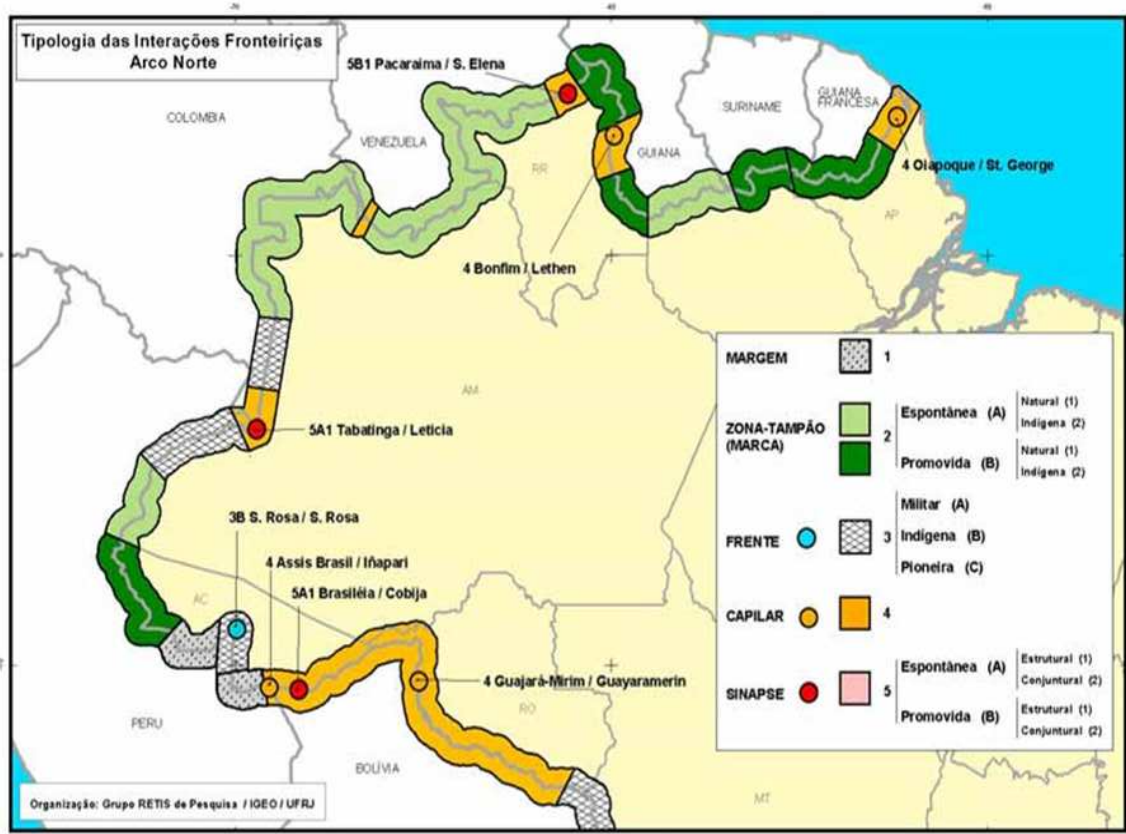 Tipologia das Interações Fronteiriças
Arco Norte
5B1 Pacaraima / S. Elena
COLOMBIA
VENEZUELA
GUIANA
SURINAME
GUIANA
FRANCESA
RR
4 Oiapoque / St. George
AP
4 Bonfim / Lethen
AM
5A1 Tabatinga / Leticia
3B S. Rosa / S. Rosa
4 Assis Brasil / Iñapari
AC
5A1 Brasiléia / Cobija
4 Guajará-Mirim / Guayaramerin
RO
PERU
BOLÍVIA
MT
MARGEM 1
ZONA-TAMPÃO
(MARCA)
2
Espontânea (A)
Natural (1)
Indígena (2)
Promovida (B)
Natural (1)
Indígena (2)
FRENTE 3
Militar (A)
Indígena (B)
Pioneira (C)
CAPILAR 4
SINAPSE 5
Espontânea (A)
Estrutural (1)
Conjuntural (2)
Promovida (B)
Estrutural (1)
Conjuntural (2)
Organização: Grupo RETIS de Pesquisa / IGEO / UFRJ